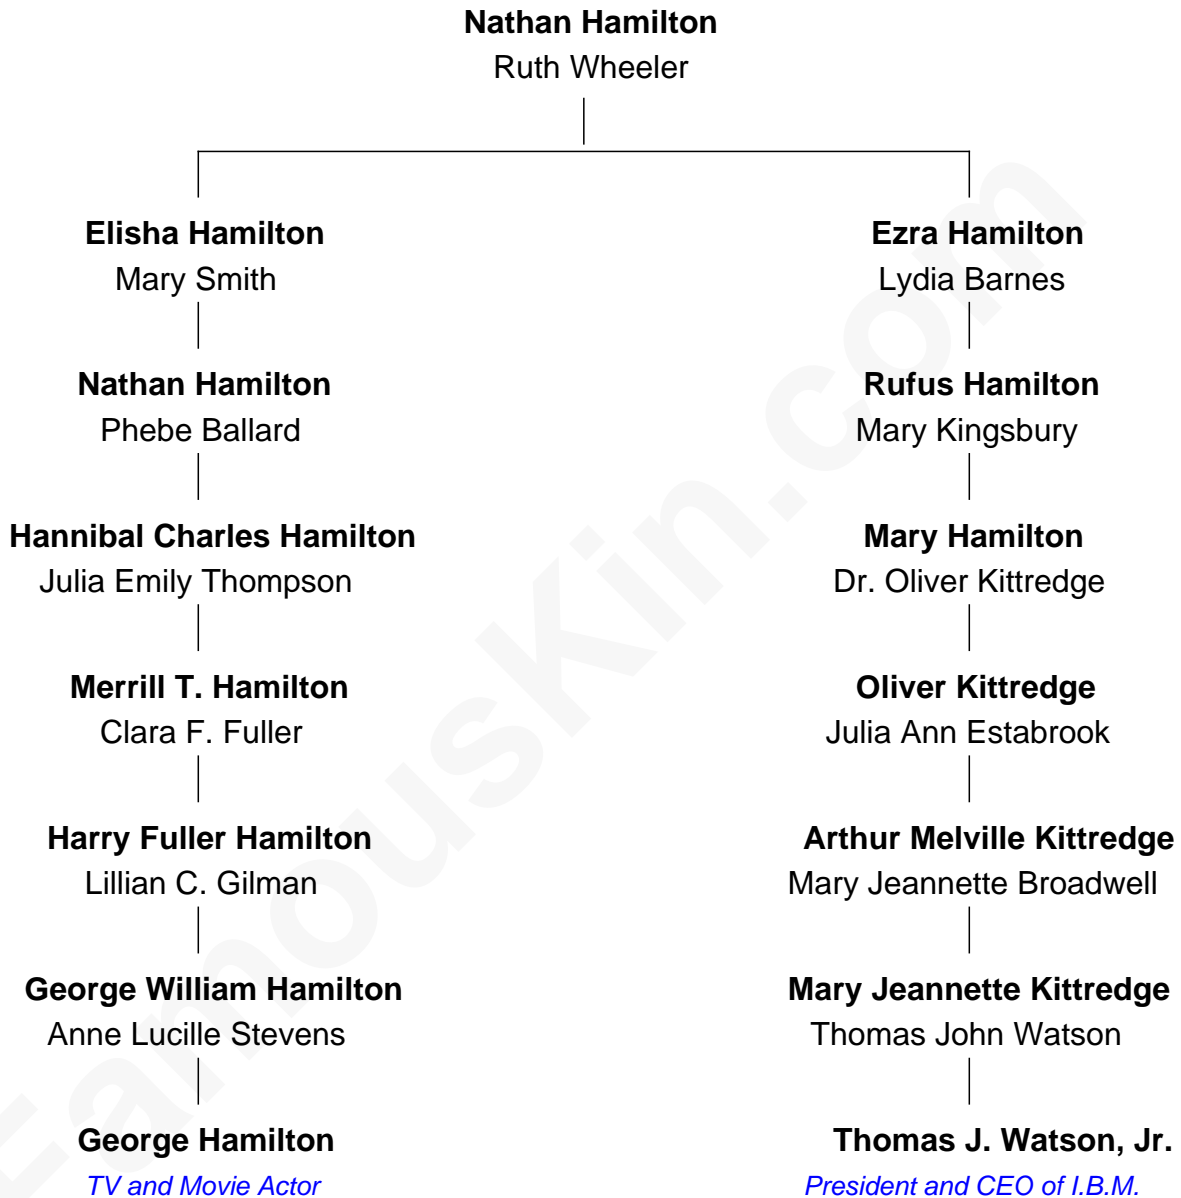 Nathan Hamilton
Ruth Wheeler
Elisha Hamilton
Mary Smith
Nathan Hamilton
Phebe Ballard
Hannibal Charles Hamilton
Julia Emily Thompson
Merrill T. Hamilton
Clara F. Fuller
Harry Fuller Hamilton
Lillian C. Gilman
George William Hamilton
Anne Lucille Stevens
George Hamilton
TV and Movie Actor
Ezra Hamilton
Lydia Barnes
Rufus Hamilton
Mary Kingsbury
Mary Hamilton
Dr. Oliver Kittredge
Oliver Kittredge
Julia Ann Estabrook
Arthur Melville Kittredge
Mary Jeannette Broadwell
Mary Jeannette Kittredge
Thomas John Watson
Thomas J. Watson, Jr.
President and CEO of I.B.M.
FamousKin.com